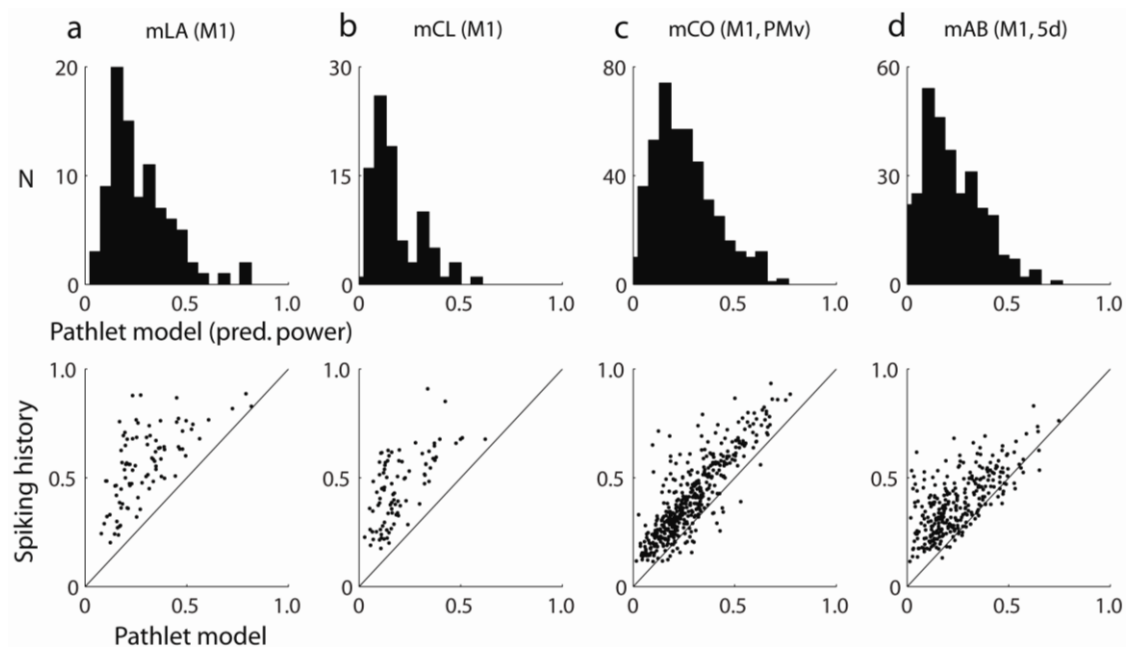 a mLA (M1) b mCL (M1) c mCO (M1, PMv) d mAB (M1, 5d)
20 30 80 60
N 10 15 40 30
0 0 0 0
0 0.5 1.0 0 0.5 1.0 0 0.5 1.0 0 0.5 1.0
Pathlet model (pred. power)
1.0 1.0 1.0 1.0
Spiking history
0.5 0.5 0.5 0.5
0 0 0 0
0 0.5 1.0 0 0.5 1.0 0 0.5 1.0 0 0.5 1.0
Pathlet model